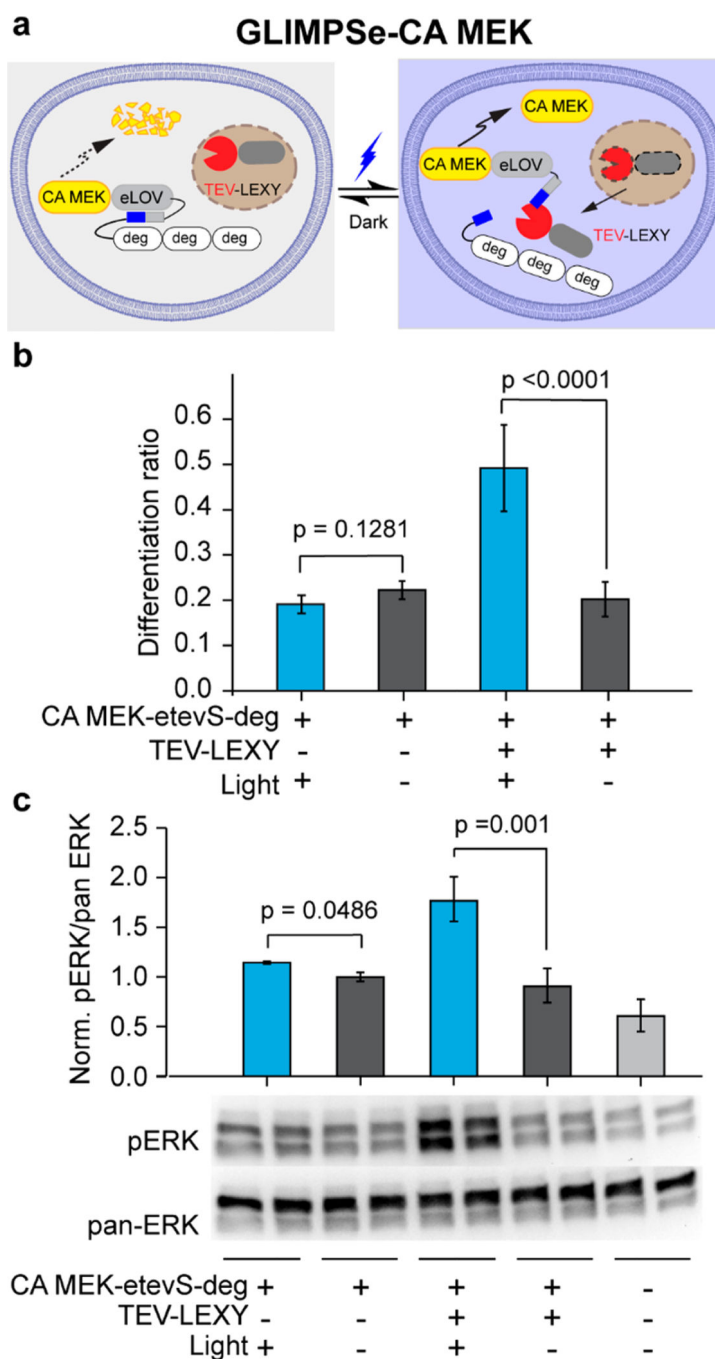 a
GLIMPSe-CA MEK
CA MEK
CA MEK
eLOV
TEV-LEXY
deg
deg
deg
Dark
CA MEK
CA MEK
eLOV
TEV-LEXY
deg
deg
deg
b
Differentiation ratio
0.6
0.5
0.4
0.3
0.2
0.1
0.0
p = 0.1281
p <0.0001
CA MEK-etevS-deg + + + +
TEV-LEXY - - + +
Light + - + -
c
Norm. pERK/pan ERK
2.5
2.0
1.5
1.0
0.5
0.0
p = 0.0486
p =0.001
pERK
pan-ERK
CA MEK-etevS-deg + + + + -
TEV-LEXY - - + + -
Light + - + - -